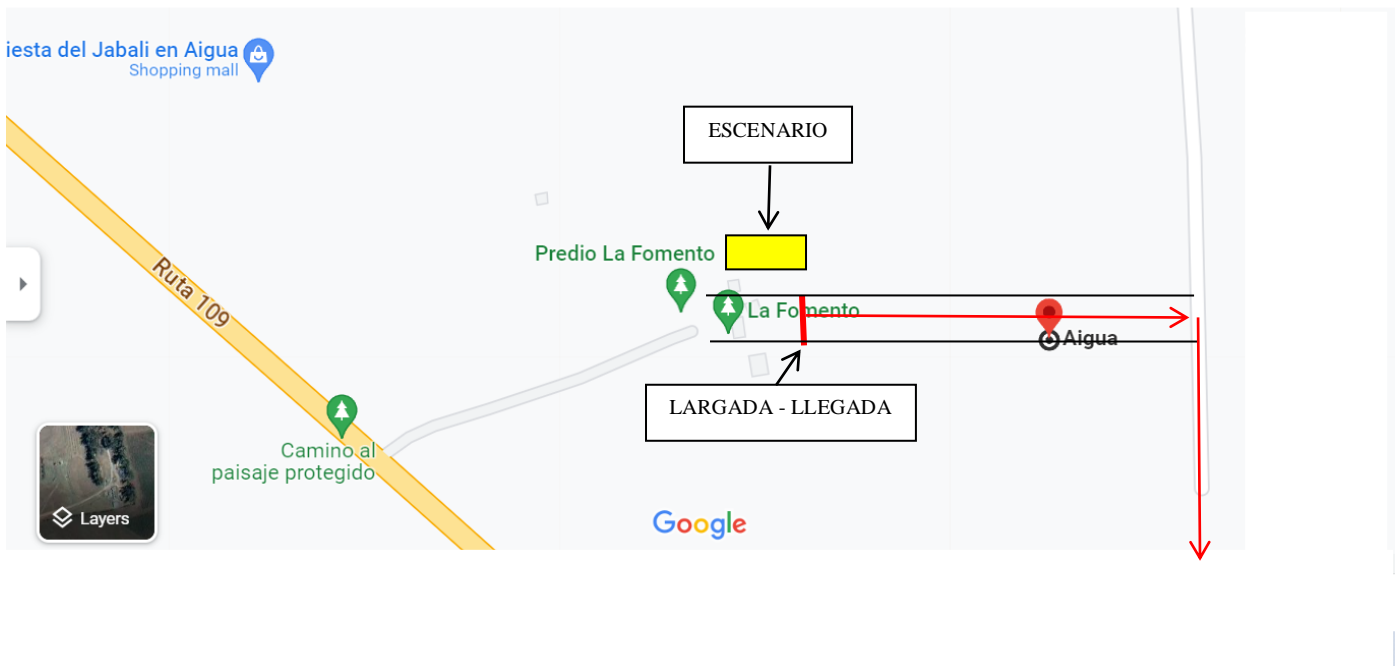 iesta del Jabali en Aigua
Shopping mall
ESCENARIO
Predio La Fomento
Ruta 109
La Fomento
Aigua
LARGADA - LLEGADA
Camino al
paisaje protegido
Layers
Google